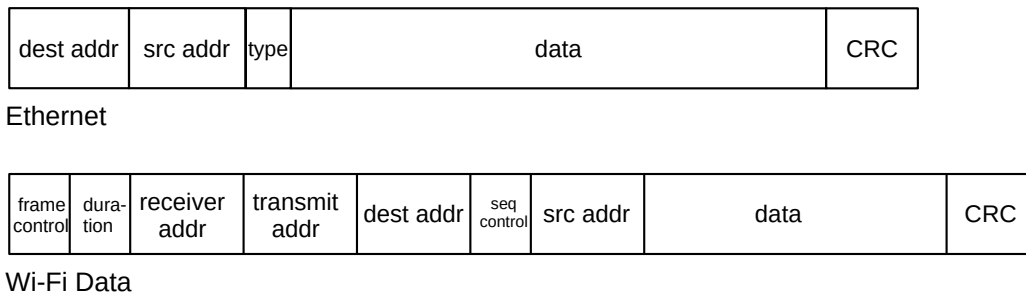 dest addr src addr type data CRC
Ethernet
frame control dura- tion receiver addr transmit addr dest addr seq control src addr data CRC
Wi-Fi Data